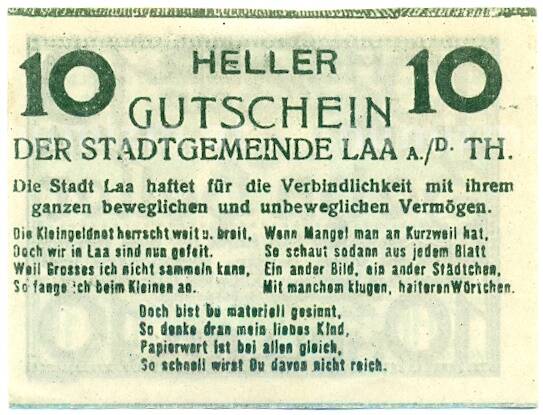 10 HELLER 10
GUTSCHEIN
DER STADTGEMEINDE LAA A./D. TH.
Die Stadt Laa haftet für die Verbindlichkeit mit ihrem
ganzen beweglichen und unbeweglichen Vermögen.
Die Kleingeldnot herrscht weit u. breit,
Doch wir in Laa sind nun gefeit.
Weil Grosses ich nicht sammeln kann,
So fange ich beim Kleinen an.
Wenn Mangel man an Kurzweil hat,
So schaut sodann aus jedem Blatt
Ein ander Bild, ein ander Städtchen,
Mit manchem klugen, haiteren Wörtchen.
Doch bist Du materiell gesinnt,
So denke dran mein liebes Kind,
Papierwert ist bei allen gleich,
So schnell wirst Du davon nicht reich.